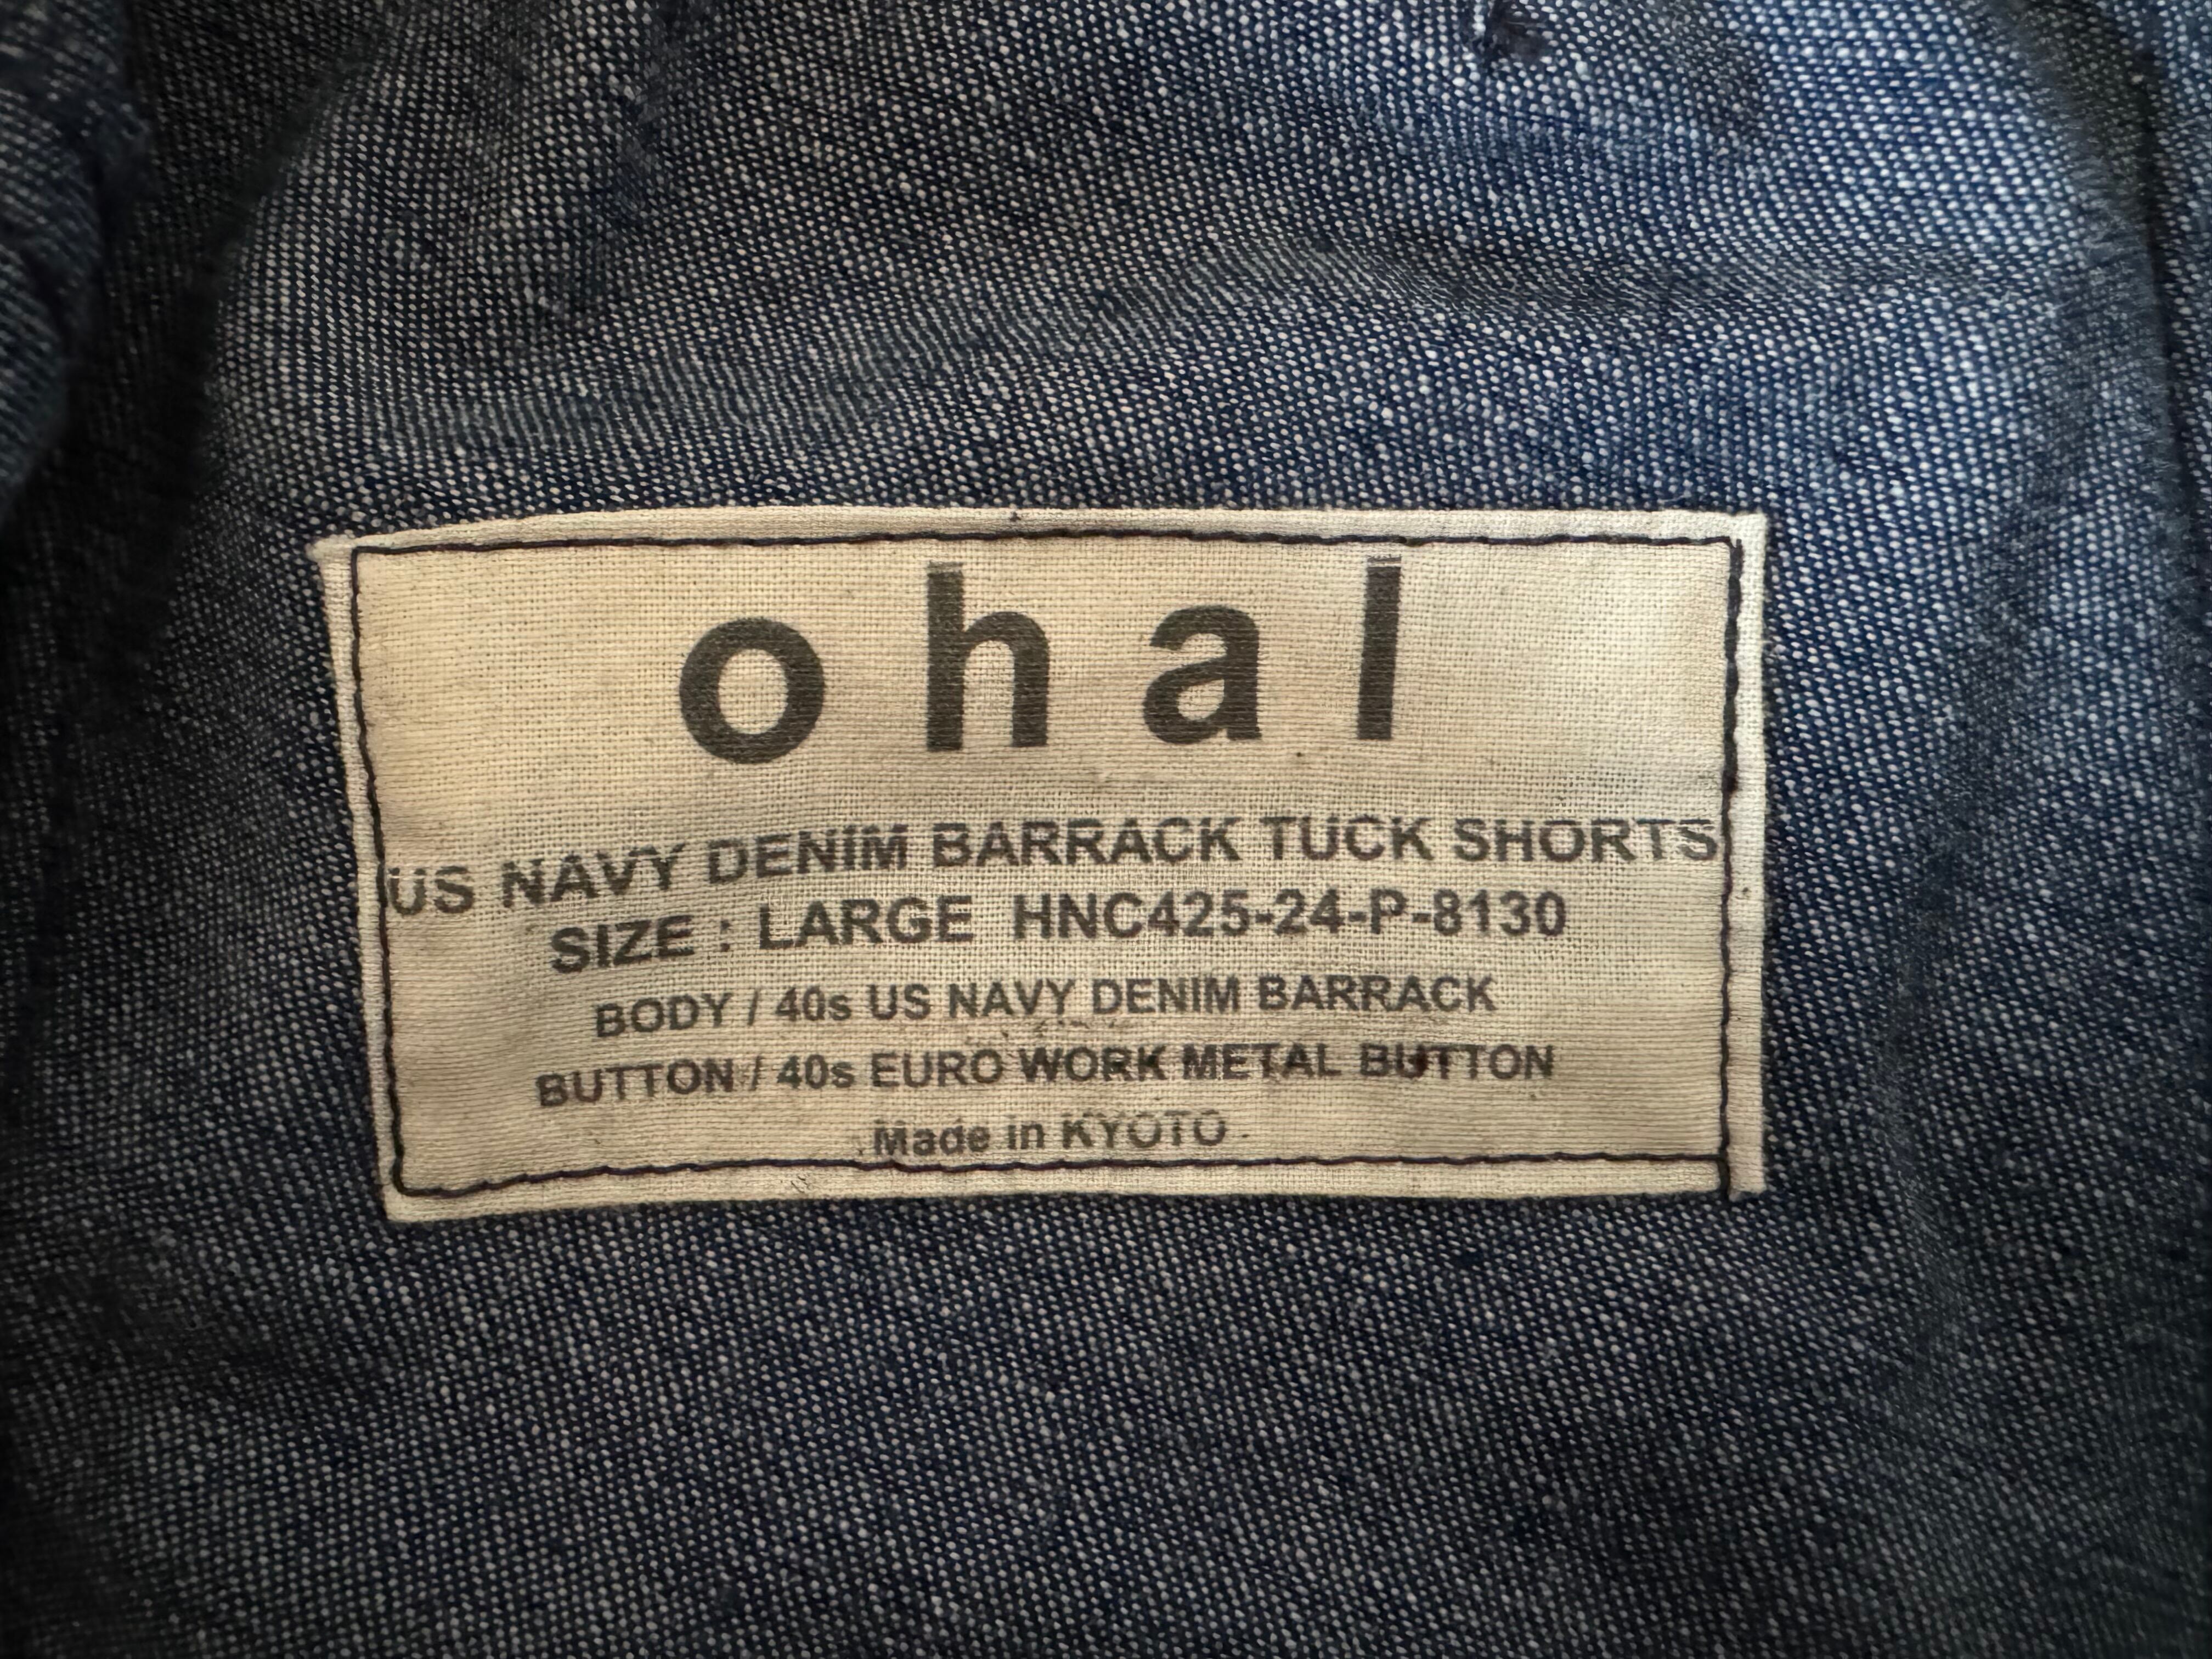 ohal
US NAVY DENIM BARRACK TUCK SHORTS
SIZE : LARGE HNC425-24-P-8130
BODY / 40s US NAVY DENIM BARRACK
BUTTON / 40s EURO WORK METAL BUTTON
Made in KYOTO